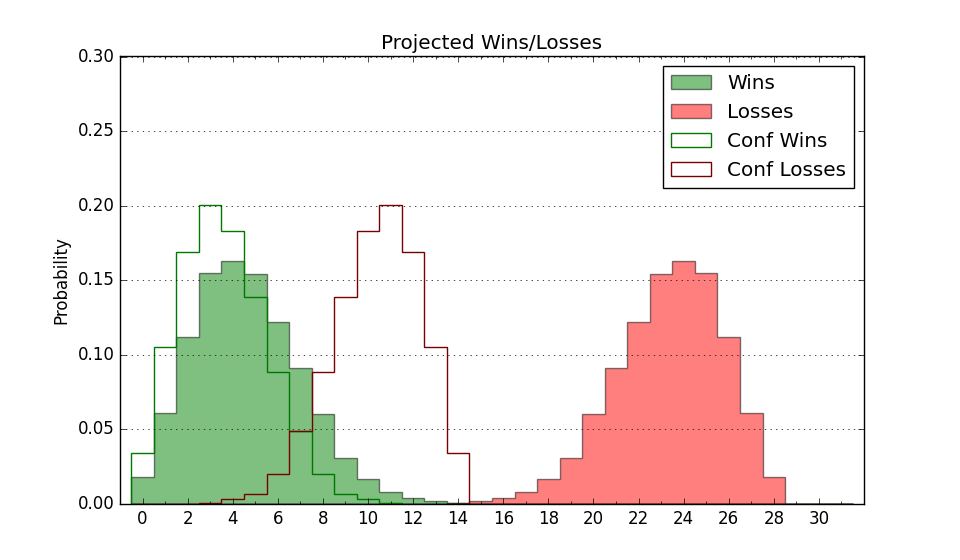 Projected Wins/Losses
0.30
0.25
0.20
0.15
0.10
0.05
0.00
Probability
Wins
Losses
Conf Wins
Conf Losses
0 2 4 6 8 10 12 14 16 18 20 22 24 26 28 30